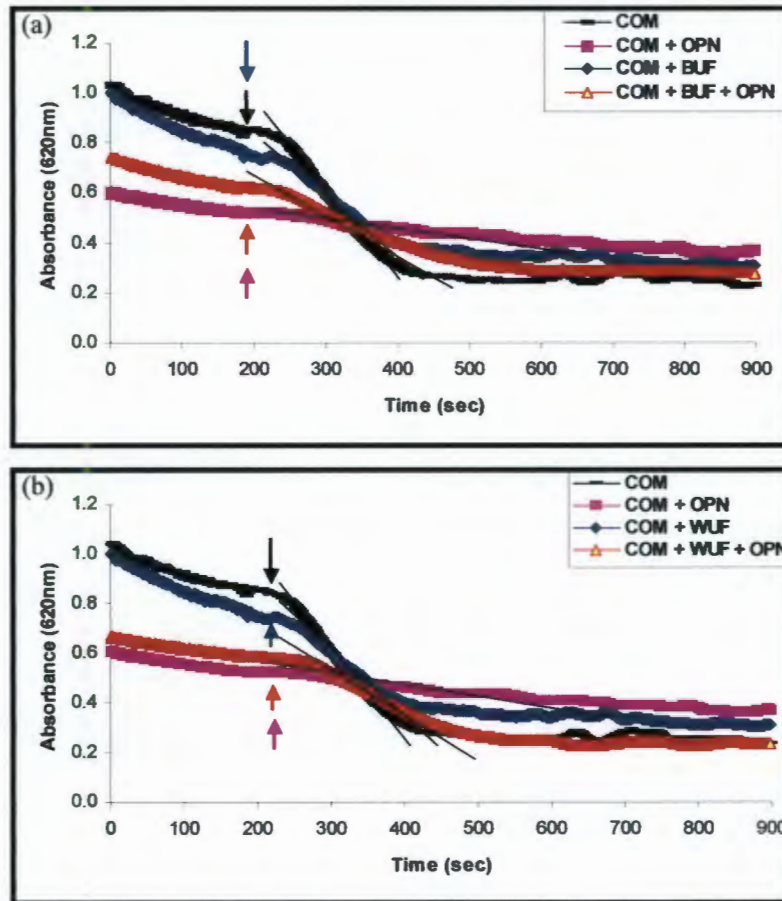 (a)
COM
COM + OPN
COM + BUF
COM + BUF + OPN
1.2
1.0
0.8
0.6
0.4
0.2
0.0
Absorbance (620nm)
0 100 200 300 400 500 600 700 800 900
Time (sec)
(b)
COM
COM + OPN
COM + WUF
COM + WUF + OPN
1.2
1.0
0.8
0.6
0.4
0.2
0.0
Absorbance (620nm)
0 100 200 300 400 500 600 700 800 900
Time (sec)